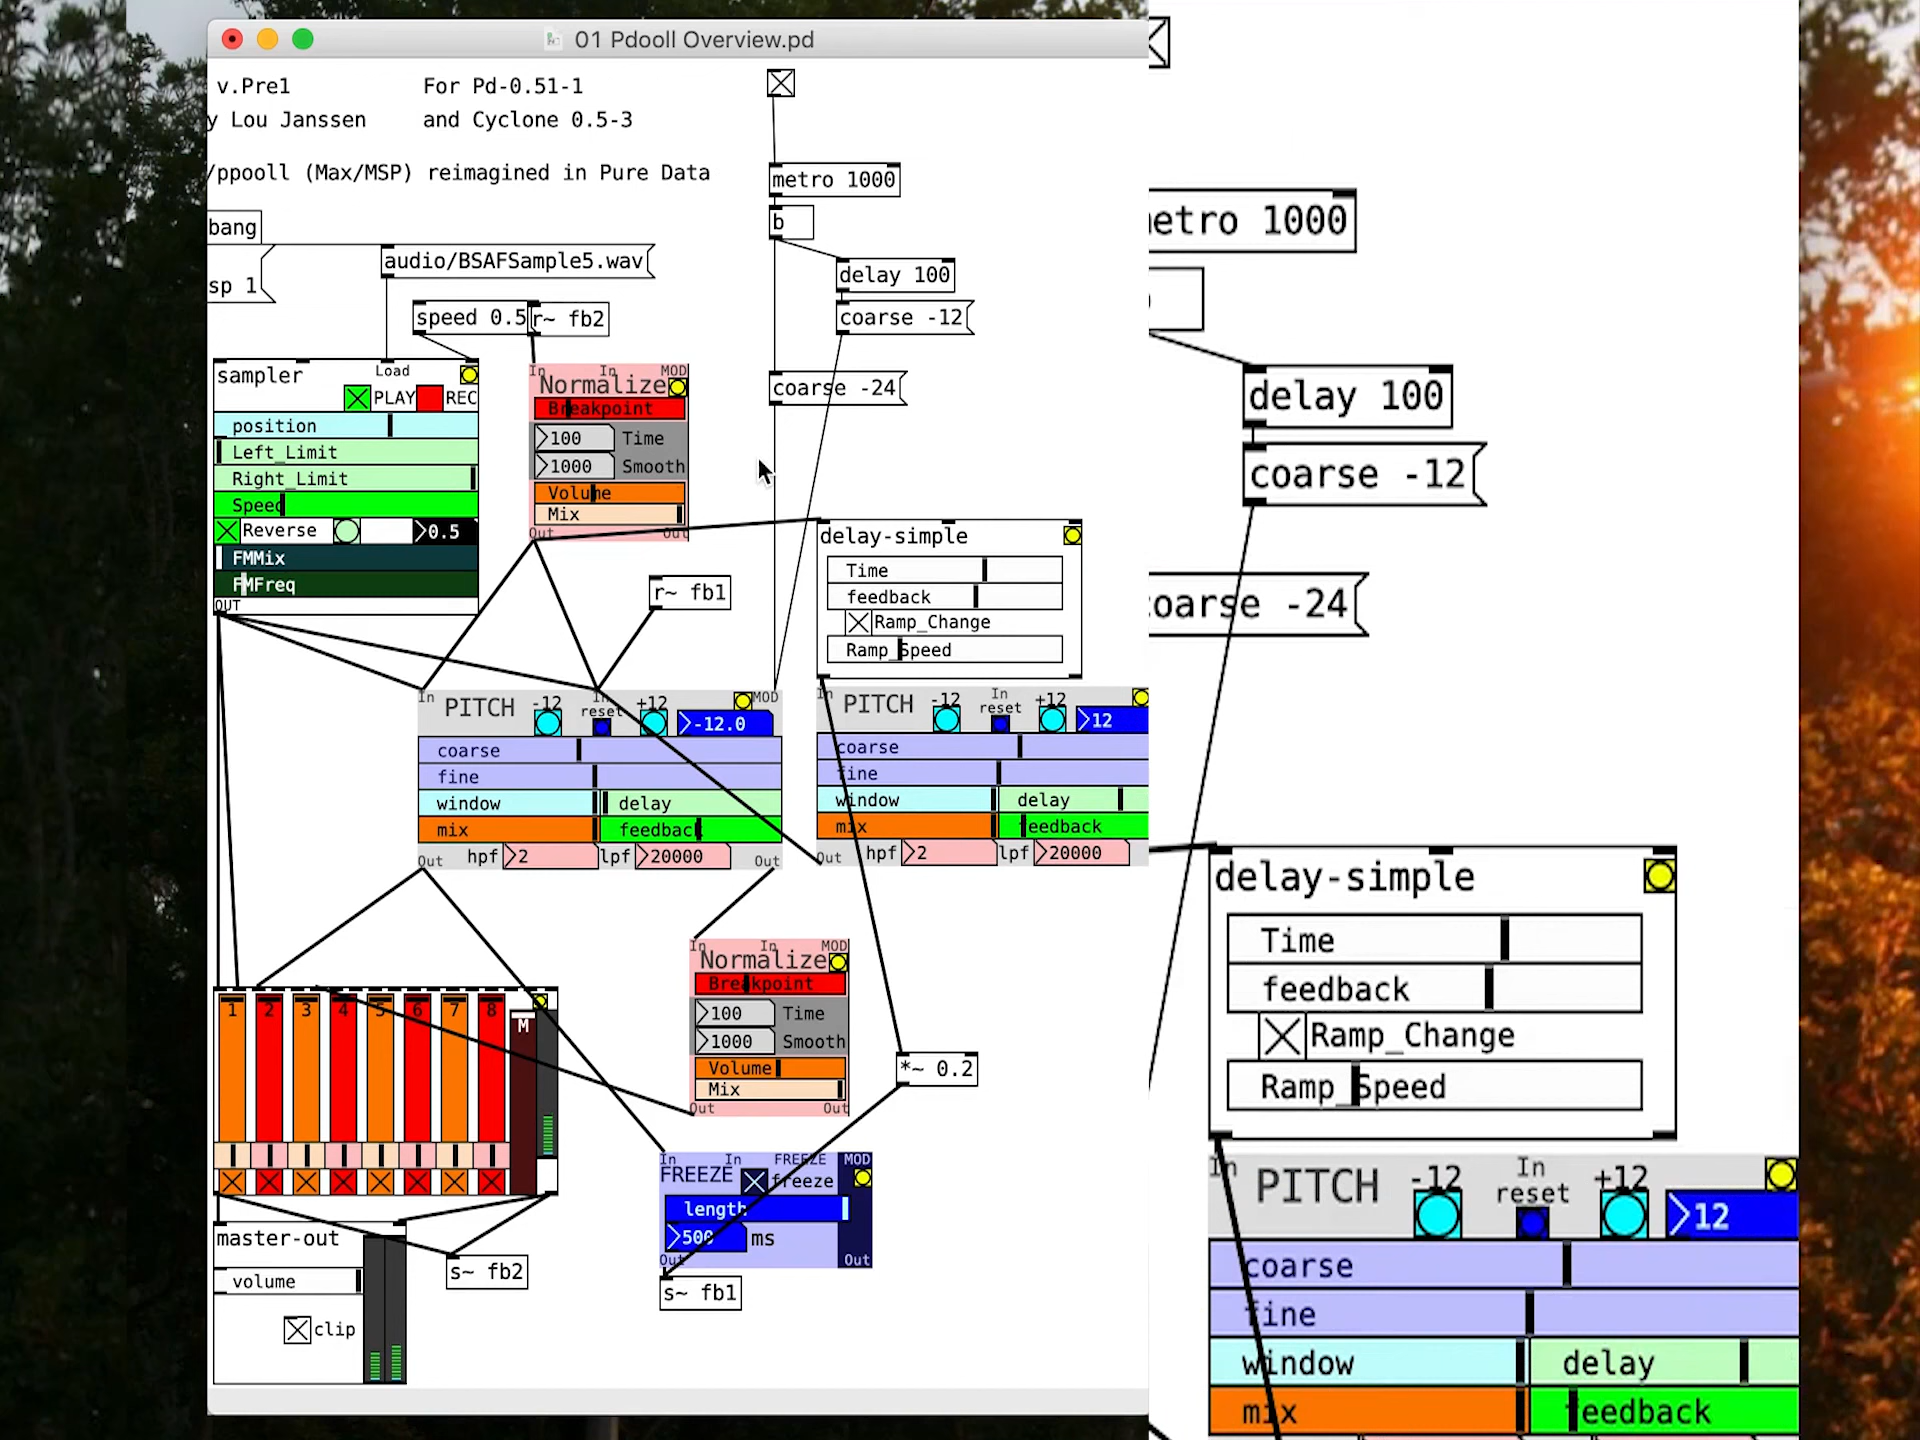 01 Pdooll Overview.pd
v.Pre1 For Pd-0.51-1
y Lou Janssen and Cyclone 0.5-3
/ppooll (Max/MSP) reimagined in Pure Data
metro 1000
b
bang
sp 1
audio/BSAFSample5.wav
delay 100
coarse -12
speed 0.5
r~ fb2
coarse -24
sampler
Load
PLAY REC
position
Left_Limit
Right_Limit
Speed
Reverse 0.5
FMMix
FMFreq
OUT
In In MOD
Normalize
Breakpoint
100 Time
1000 Smooth
Volume
Mix
Out Out
delay-simple
Time
feedback
Ramp_Change
Ramp_Speed
r~ fb1
In In MOD
PITCH -12 reset +12 -12.0
coarse
fine
window delay
mix feedback
Out hpf 2 lpf 20000 Out
In In
PITCH -12 reset +12 12
coarse
fine
window delay
mix feedback
Out hpf 2 lpf 20000
In In MOD
Normalize
Breakpoint
100 Time
1000 Smooth
Volume
Mix
Out Out
*~ 0.2
1 2 3 4 5 6 7 8 M
In In FREEZE MOD
FREEZE freeze
length
500 ms
Out Out
s~ fb1
master-out
volume
clip
s~ fb2
etro 1000
delay 100
coarse -12
oarse -24
delay-simple
Time
feedback
Ramp_Change
Ramp_Speed
In In
PITCH -12 reset +12 12
coarse
fine
window delay
mix feedback